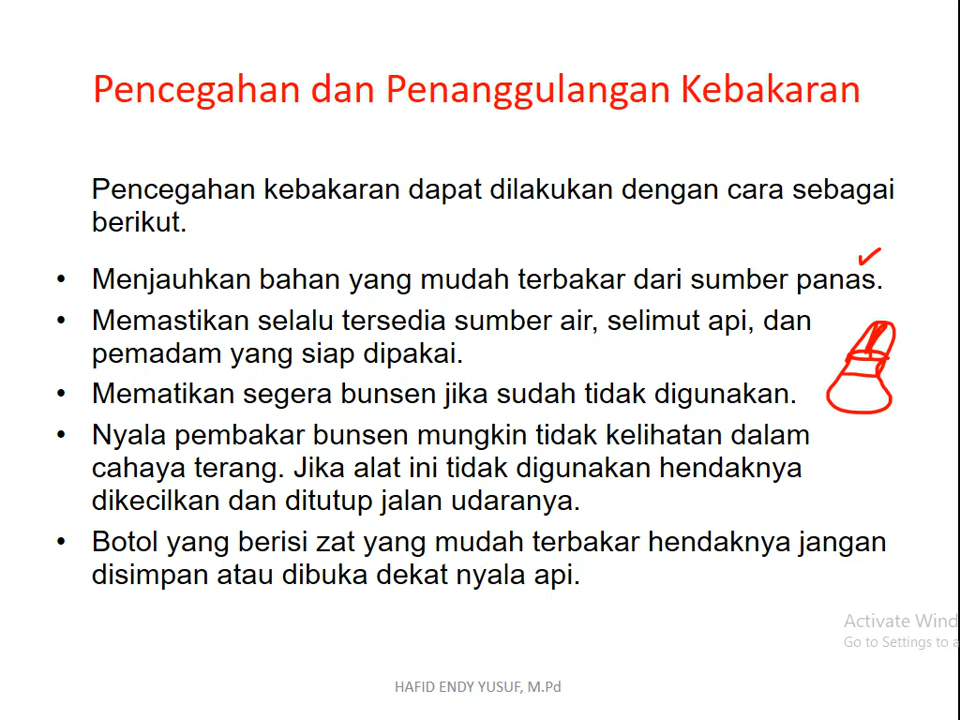 Pencegahan dan Penanggulangan Kebakaran
Pencegahan kebakaran dapat dilakukan dengan cara sebagai
berikut.
• Menjauhkan bahan yang mudah terbakar dari sumber panas.
• Memastikan selalu tersedia sumber air, selimut api, dan
pemadam yang siap dipakai.
• Mematikan segera bunsen jika sudah tidak digunakan.
• Nyala pembakar bunsen mungkin tidak kelihatan dalam
cahaya terang. Jika alat ini tidak digunakan hendaknya
dikecilkan dan ditutup jalan udaranya.
• Botol yang berisi zat yang mudah terbakar hendaknya jangan
disimpan atau dibuka dekat nyala api.
Activate Wind
Go to Settings to a
HAFID ENDY YUSUF, M.Pd